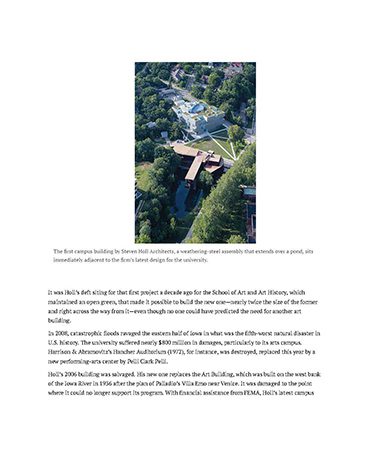 The first campus building by Steven Holl Architects, a weathering-steel assembly that extends over a pond, sits
immediately adjacent to the firm's latest design for the university.
It was Holl's deft siting for that first project a decade ago for the School of Art and Art History, which
maintained an open green, that made it possible to build the new one—nearly twice the size of the former
and right across the way from it—even though no one could have predicted the need for another art
building.
In 2008, catastrophic floods ravaged the eastern half of Iowa in what was the fifth-worst natural disaster in
U.S. history. The university suffered nearly $800 million in damages, particularly to its arts campus.
Harrison & Abramovitz's Hancher Auditorium (1972), for instance, was destroyed, replaced this year by a
new performing-arts center by Pelli Clark Pelli.
Holl's 2006 building was salvaged. His new one replaces the Art Building, which was built on the west bank
of the Iowa River in 1936 after the plan of Palladio's Villa Emo near Venice. It was damaged to the point
where it could no longer support its program. With financial assistance from FEMA, Holl's latest campus